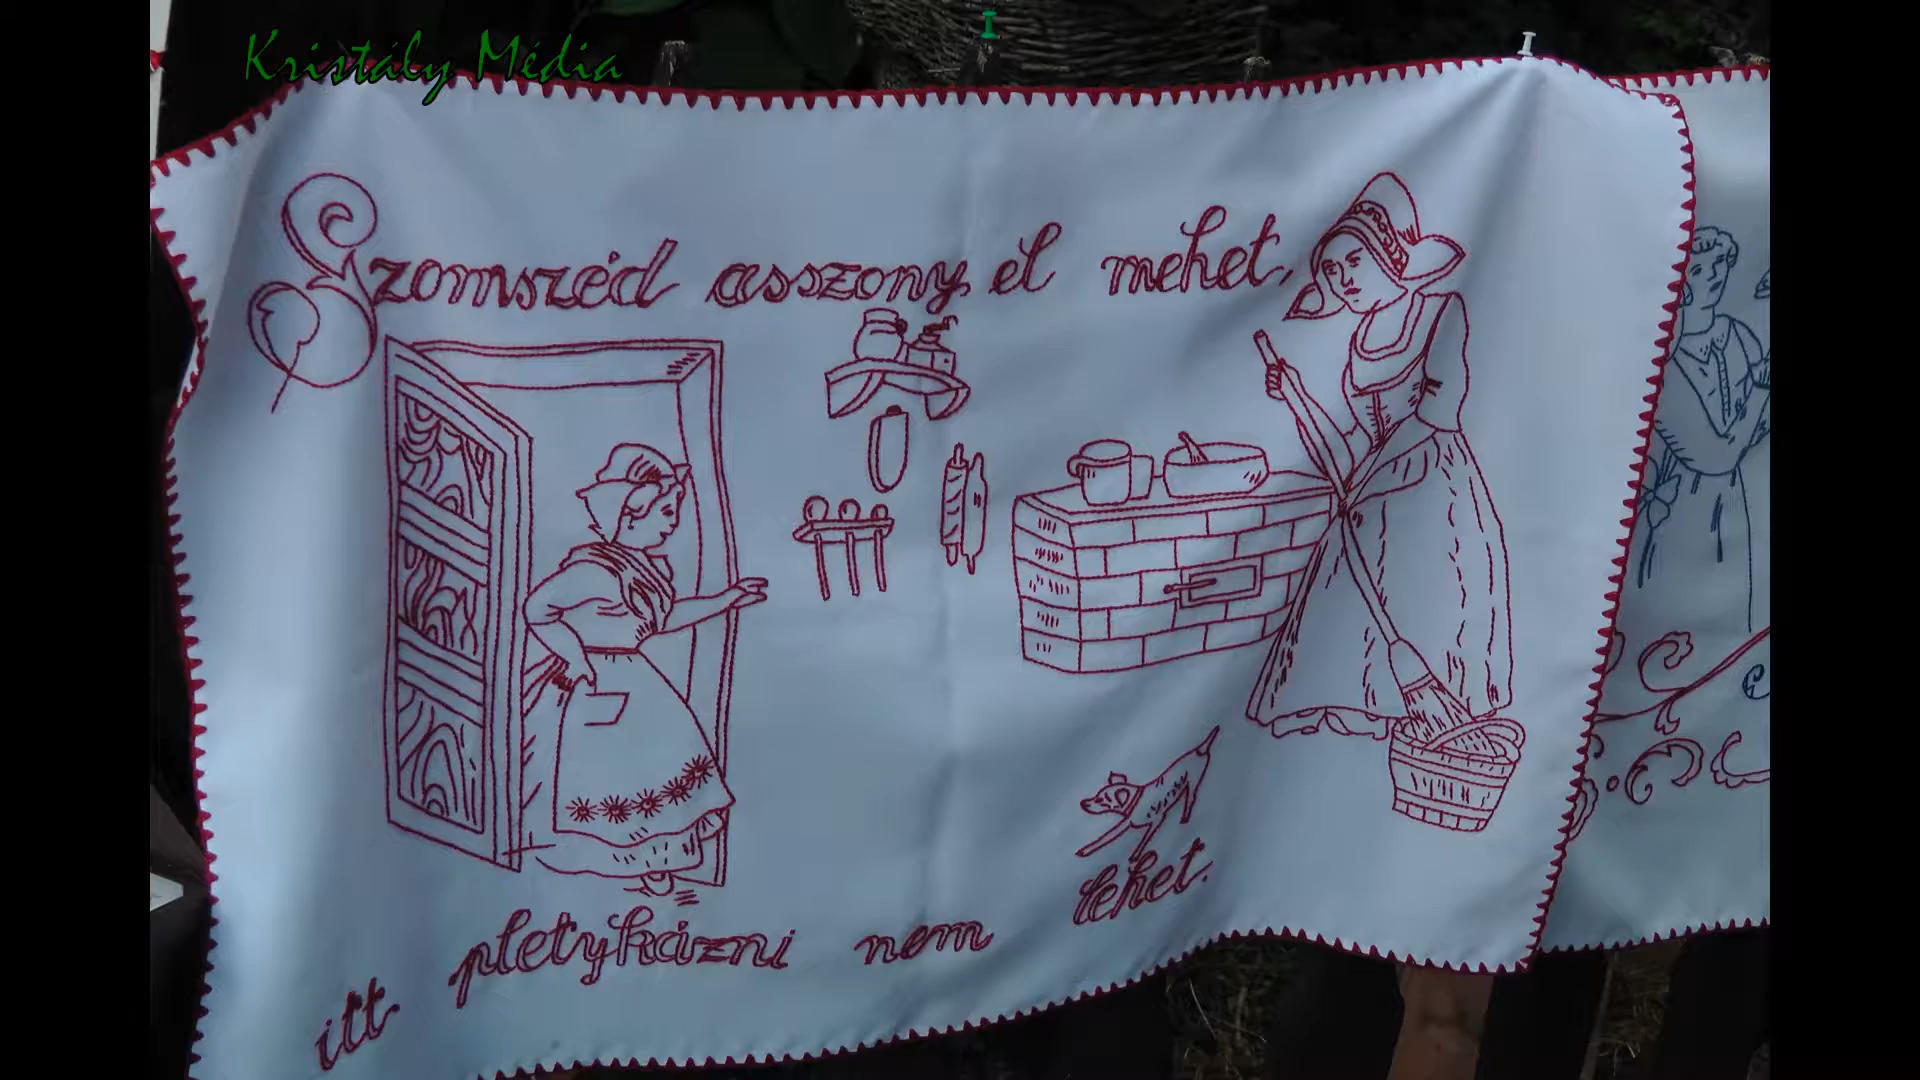 Kristály Média
Szomszéd asszony, el mehet,
itt pletykázni nem lehet.